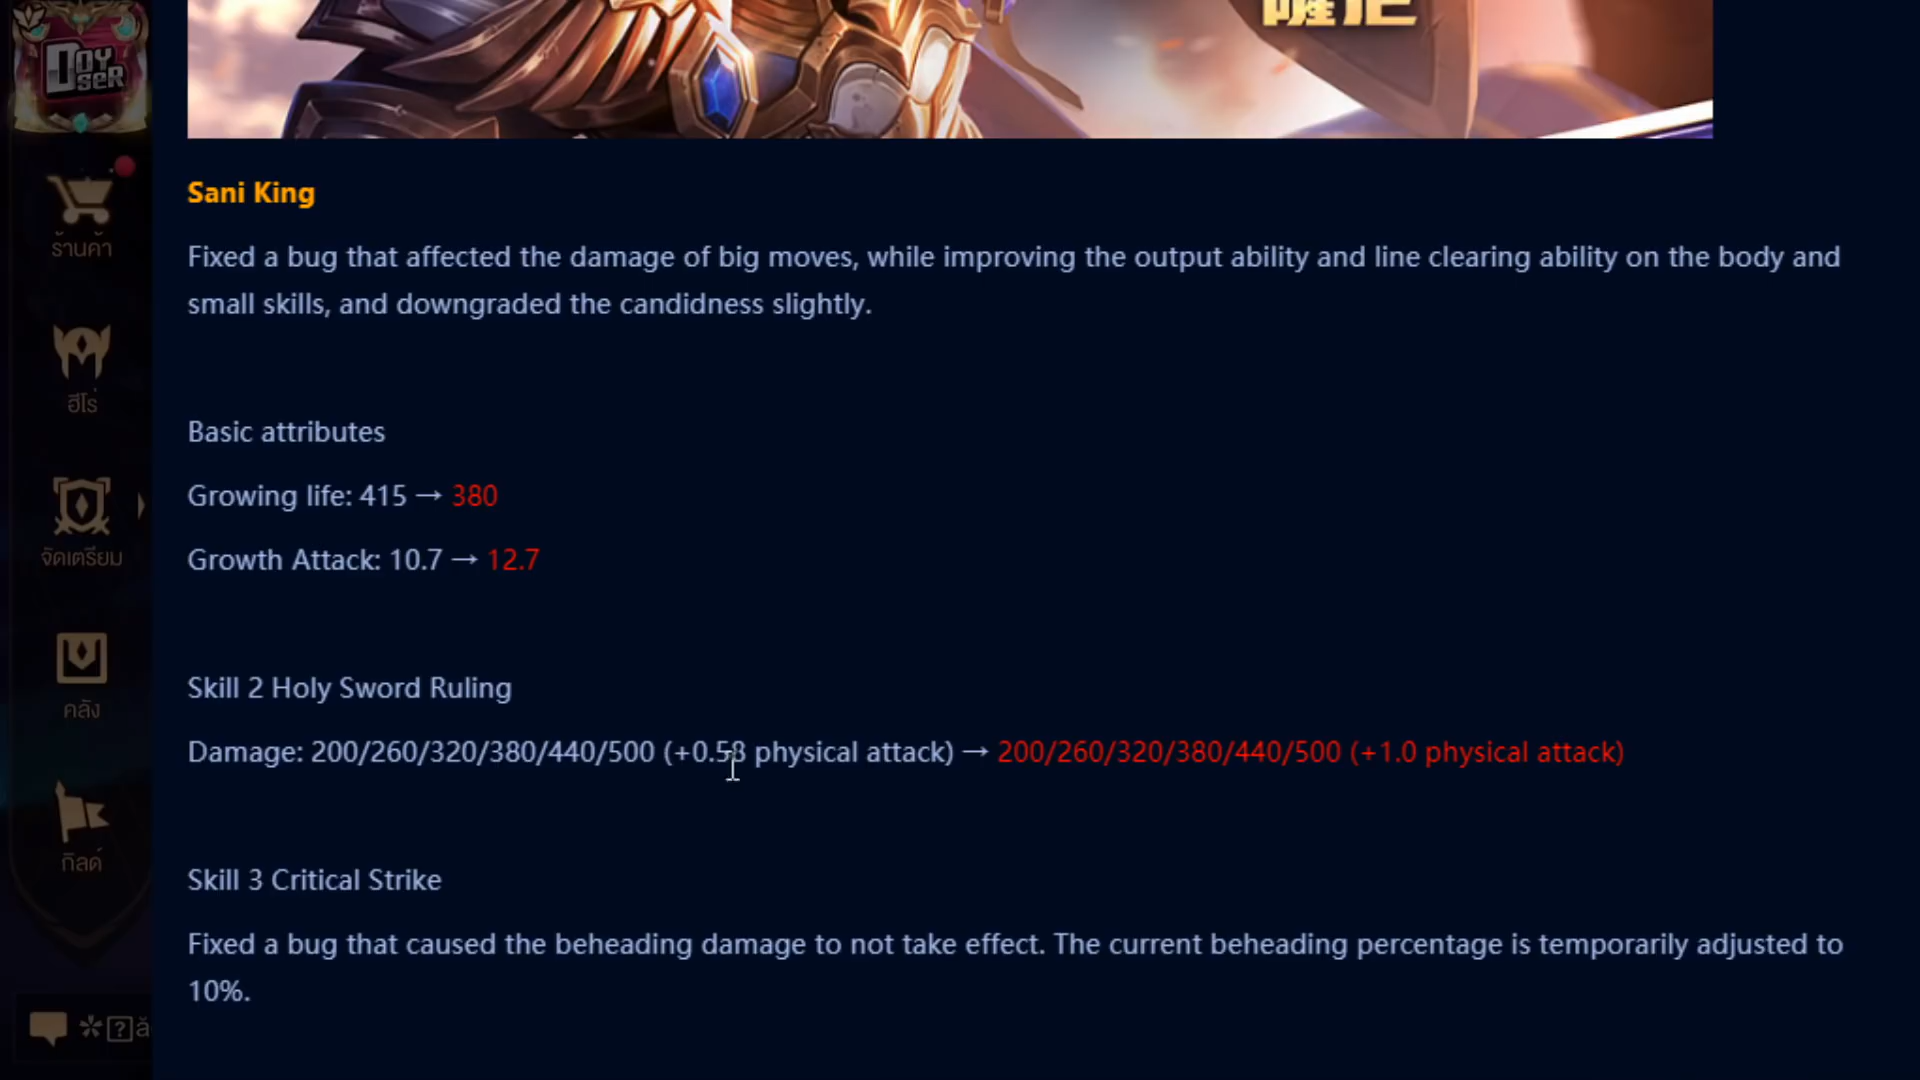 DOY
SER
ร้านค้า
ฮีโร่
จัดเตรียม
คลัง
กิลด์
Sani King
Fixed a bug that affected the damage of big moves, while improving the output ability and line clearing ability on the body and
small skills, and downgraded the candidness slightly.
Basic attributes
Growing life: 415 → 380
Growth Attack: 10.7 → 12.7
Skill 2 Holy Sword Ruling
Damage: 200/260/320/380/440/500 (+0.58 physical attack) → 200/260/320/380/440/500 (+1.0 physical attack)
Skill 3 Critical Strike
Fixed a bug that caused the beheading damage to not take effect. The current beheading percentage is temporarily adjusted to
10%.